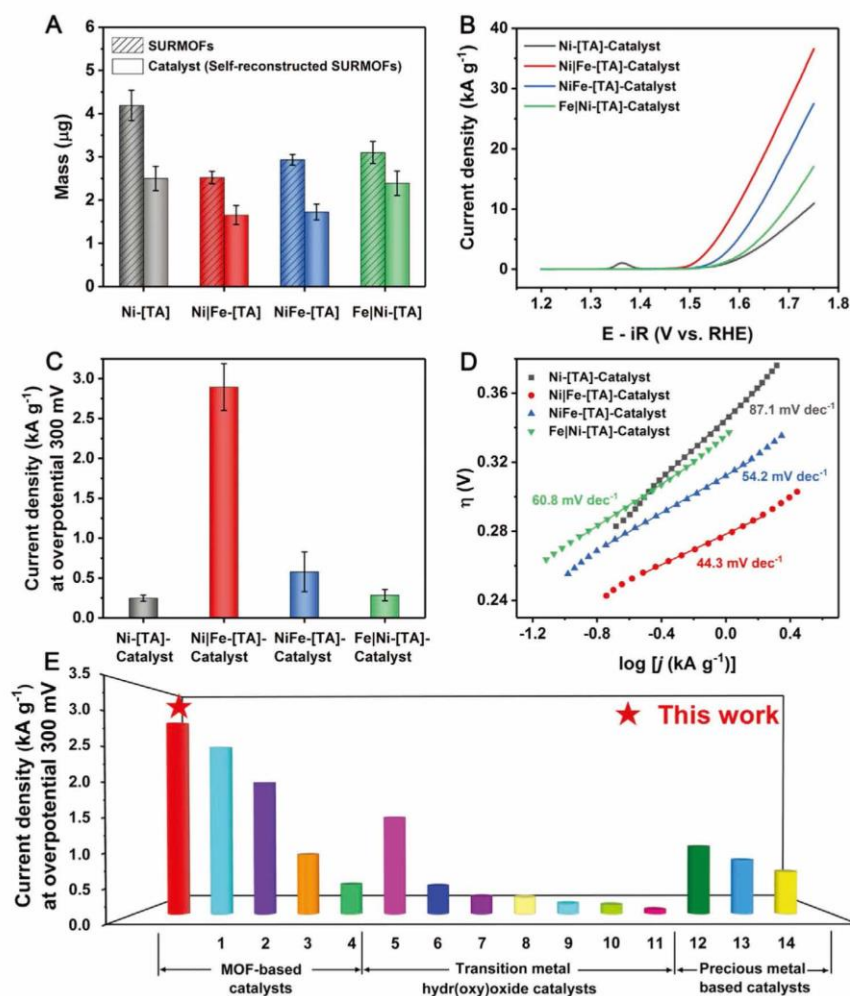 A
6
5
4
3
2
1
0
Mass (μg)
SURMOFs
Catalyst (Self-reconstructed SURMOFs)
Ni-[TA]
Ni|Fe-[TA]
NiFe-[TA]
Fe|Ni-[TA]
B
40
30
20
10
0
Current density (kA g⁻¹)
Ni-[TA]-Catalyst
Ni|Fe-[TA]-Catalyst
NiFe-[TA]-Catalyst
Fe|Ni-[TA]-Catalyst
1.2 1.3 1.4 1.5 1.6 1.7 1.8
E - iR (V vs. RHE)
C
3.0
2.5
2.0
1.5
1.0
0.5
0.0
Current density (kA g⁻¹)
at overpotential 300 mV
Ni-[TA]-
Catalyst
Ni|Fe-[TA]-
Catalyst
NiFe-[TA]-
Catalyst
Fe|Ni-[TA]-
Catalyst
D
0.36
0.32
0.28
0.24
η (V)
Ni-[TA]-Catalyst
Ni|Fe-[TA]-Catalyst
NiFe-[TA]-Catalyst
Fe|Ni-[TA]-Catalyst
87.1 mV dec⁻¹
60.8 mV dec⁻¹
54.2 mV dec⁻¹
44.3 mV dec⁻¹
-1.2 -0.8 -0.4 0.0 0.4
log [j (kA g⁻¹)]
E
3.5
3.0
2.5
2.0
1.5
1.0
0.5
0.0
Current density (kA g⁻¹)
at overpotential 300 mV
This work
1 2 3 4 5 6 7 8 9 10 11 12 13 14
MOF-based
catalysts
Transition metal
hydr(oxy)oxide catalysts
Precious metal
based catalysts